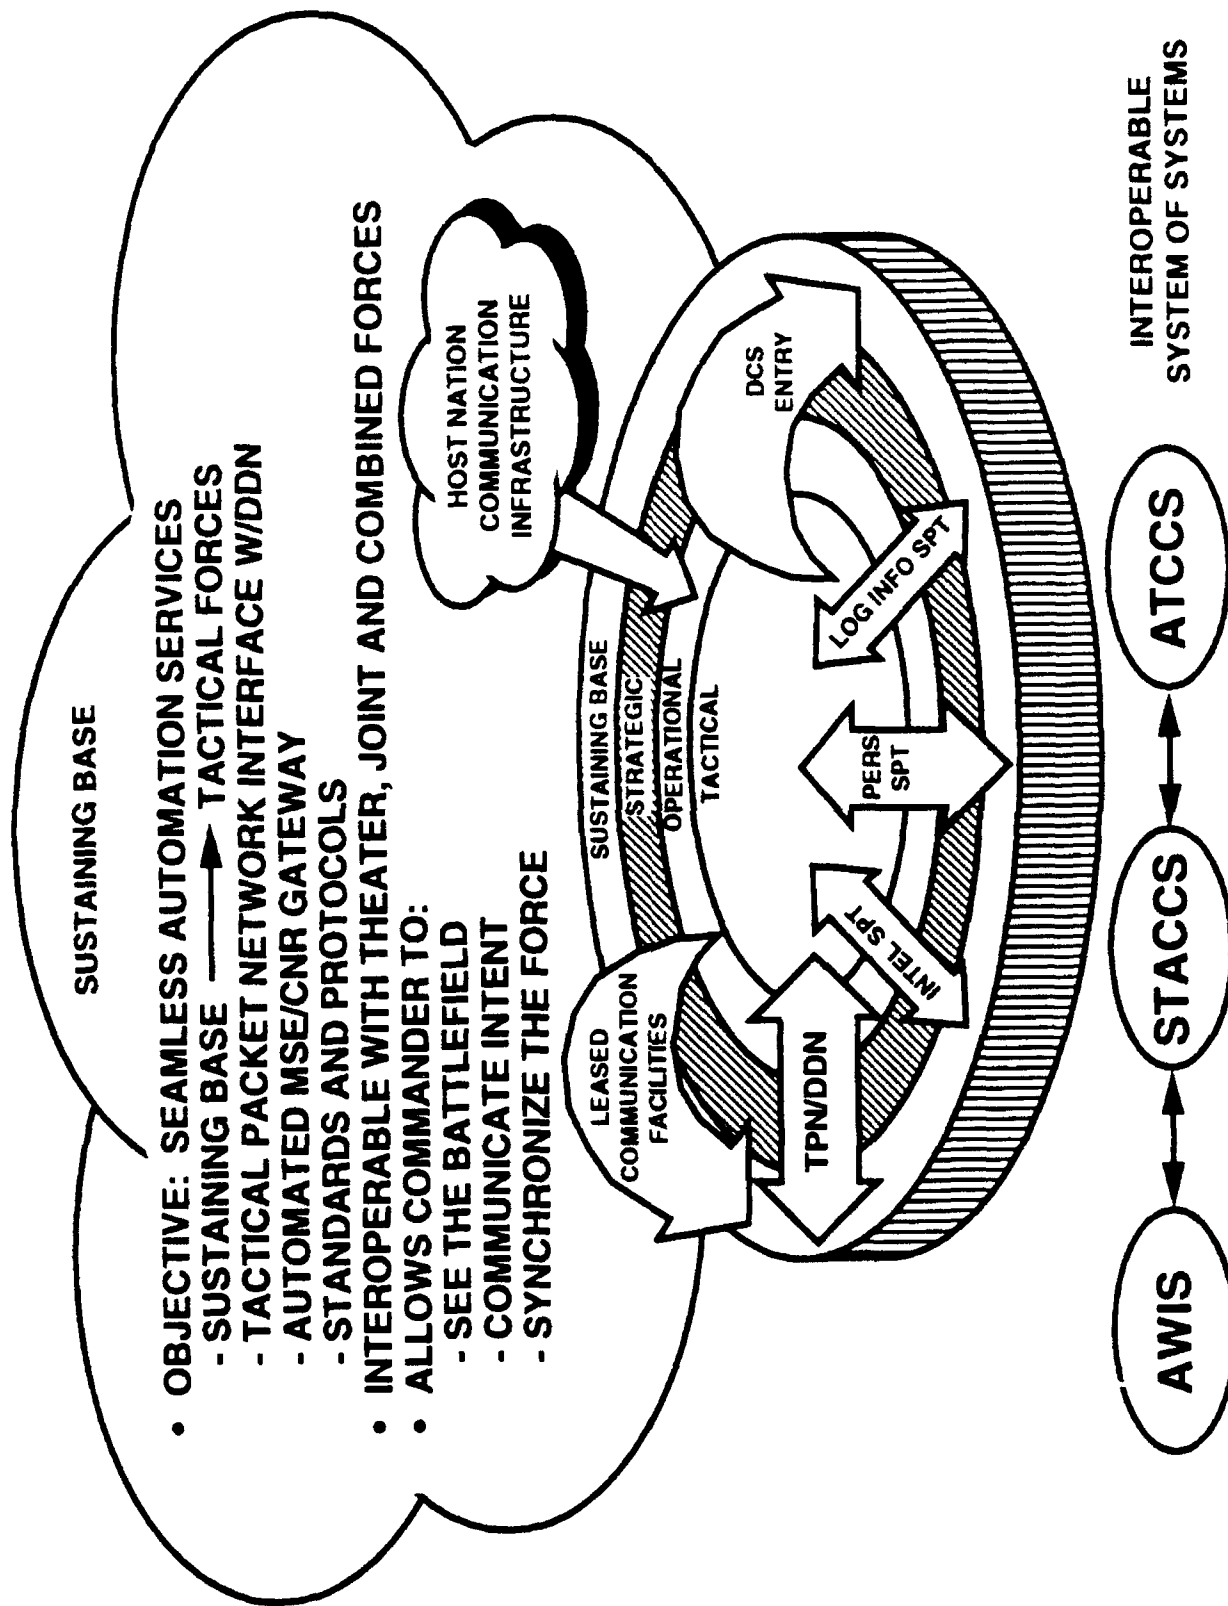 SUSTAINING BASE
• OBJECTIVE: SEAMLESS AUTOMATION SERVICES
- SUSTAINING BASE ⟶ TACTICAL FORCES
- TACTICAL PACKET NETWORK INTERFACE W/DDN
- AUTOMATED MSE/CNR GATEWAY
- STANDARDS AND PROTOCOLS
• INTEROPERABLE WITH THEATER, JOINT AND COMBINED FORCES
• ALLOWS COMMANDER TO:
- SEE THE BATTLEFIELD
- COMMUNICATE INTENT
- SYNCHRONIZE THE FORCE
HOST NATION
COMMUNICATION
INFRASTRUCTURE
LEASED
COMMUNICATION
FACILITIES
SUSTAINING BASE
STRATEGIC
OPERATIONAL
TACTICAL
DCS
ENTRY
TPN/DDN
INTEL SPT
PERS
SPT
LOG INFO SPT
AWIS
STACCS
ATCCS
INTEROPERABLE
SYSTEM OF SYSTEMS